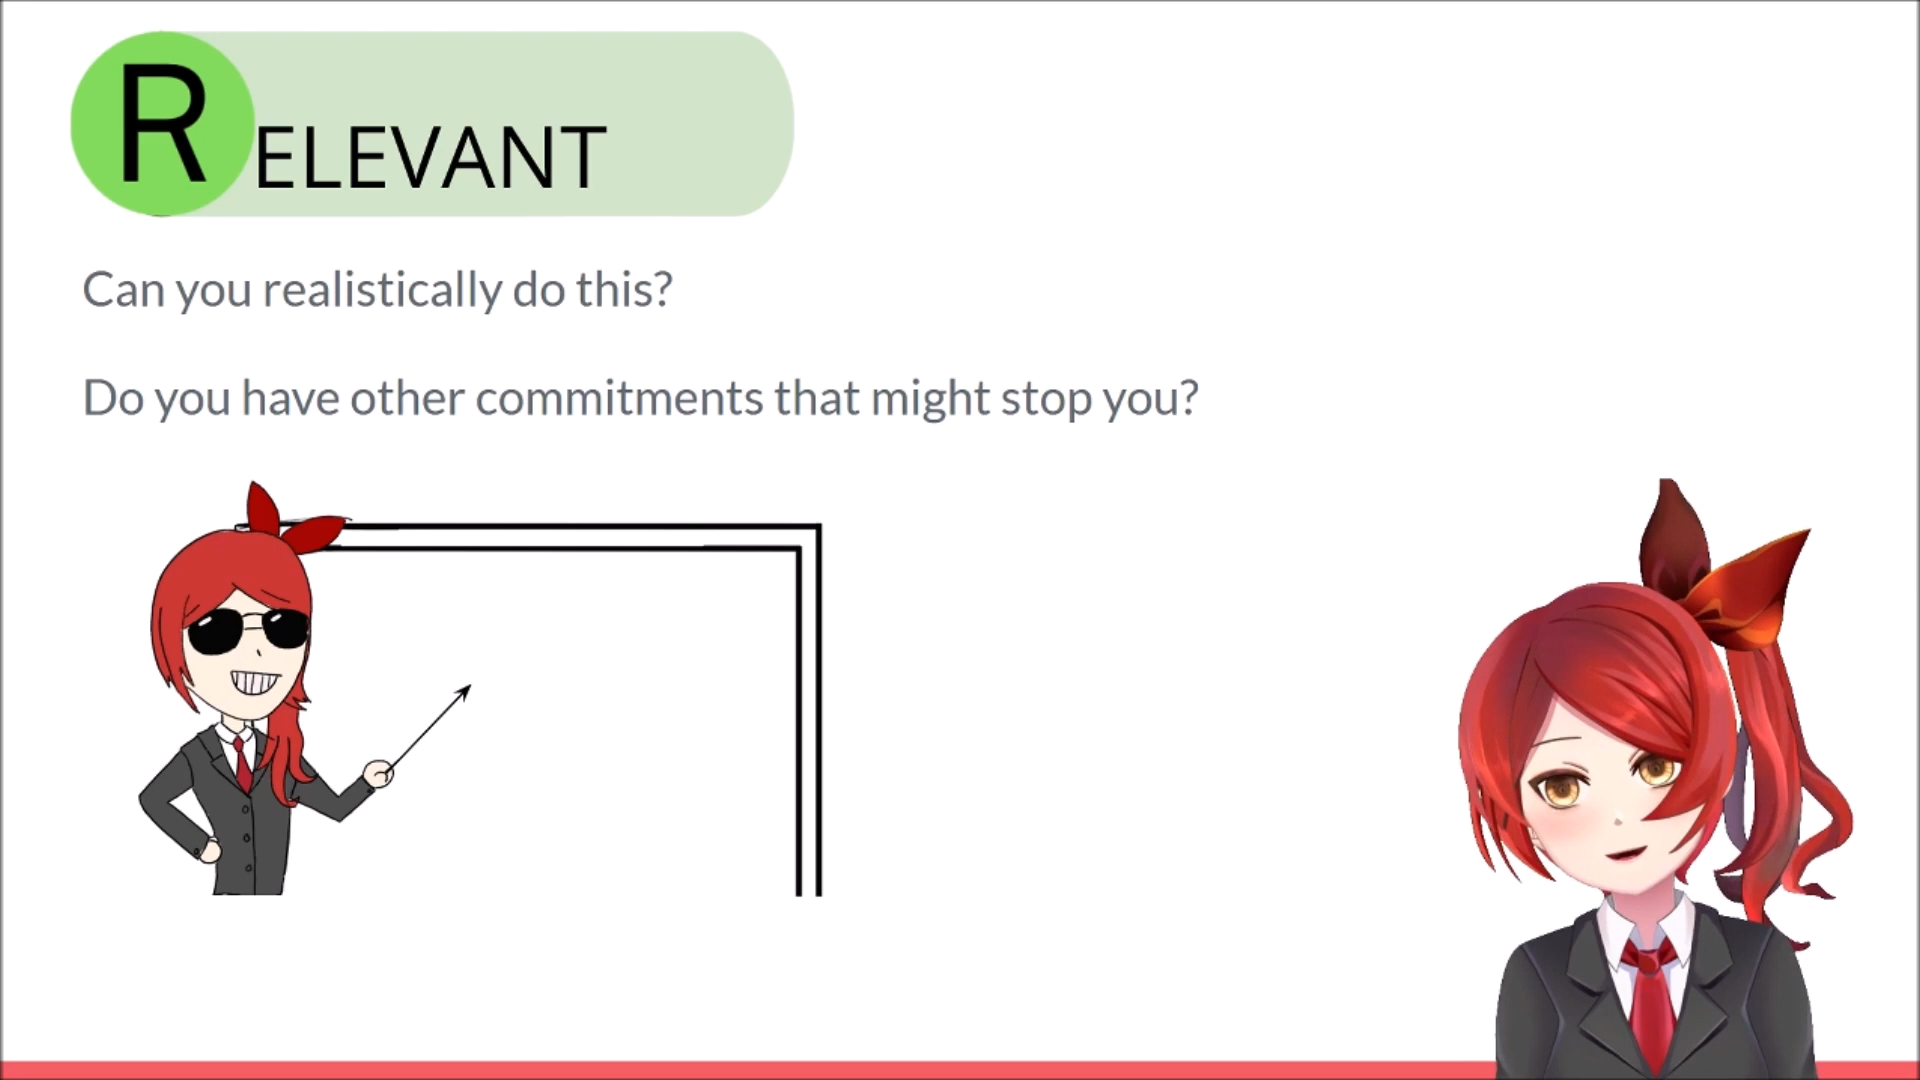 RELEVANT
Can you realistically do this?
Do you have other commitments that might stop you?